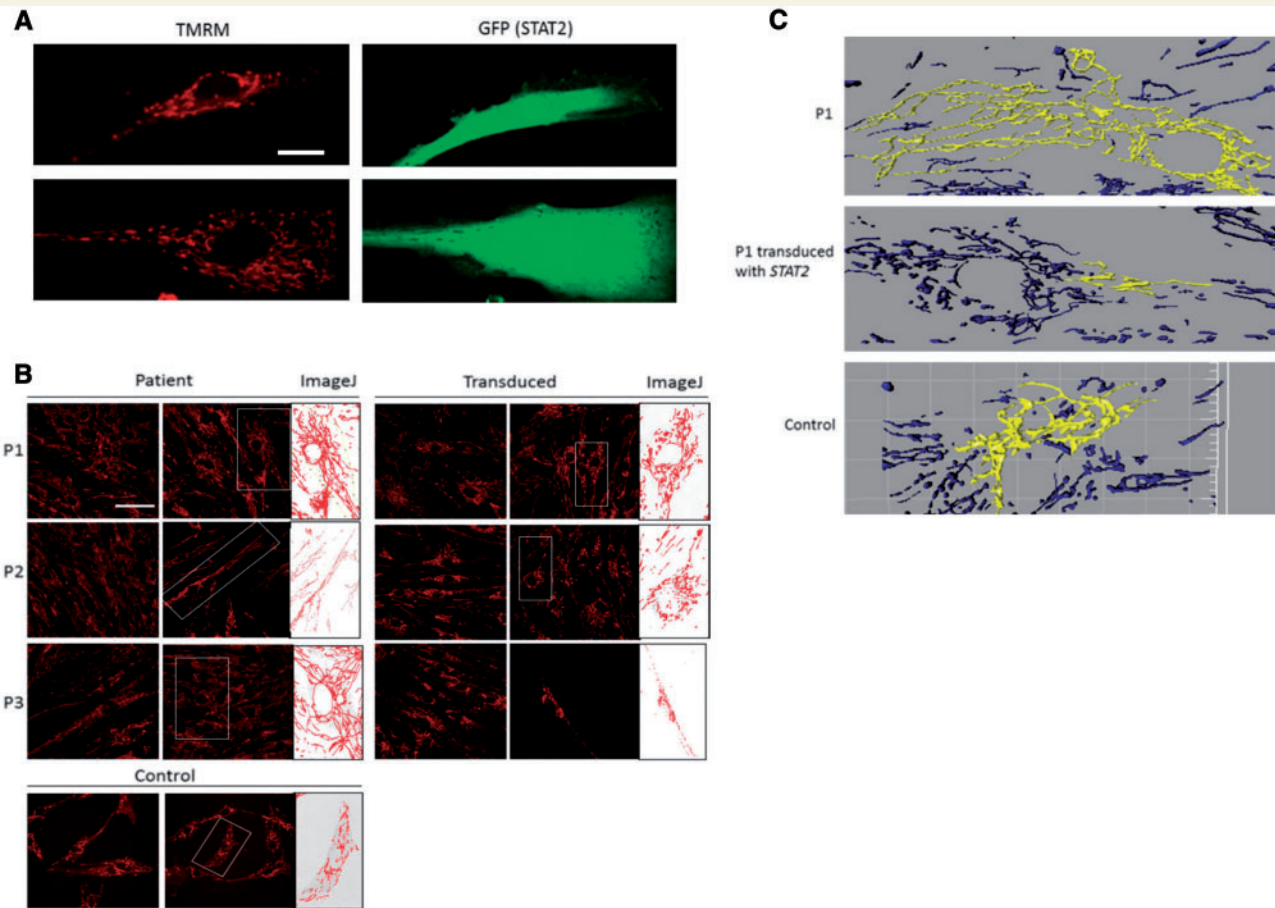 A
TMRM
GFP (STAT2)
B
Patient
ImageJ
Transduced
ImageJ
P1
P2
P3
Control
C
P1
P1 transduced
with STAT2
Control